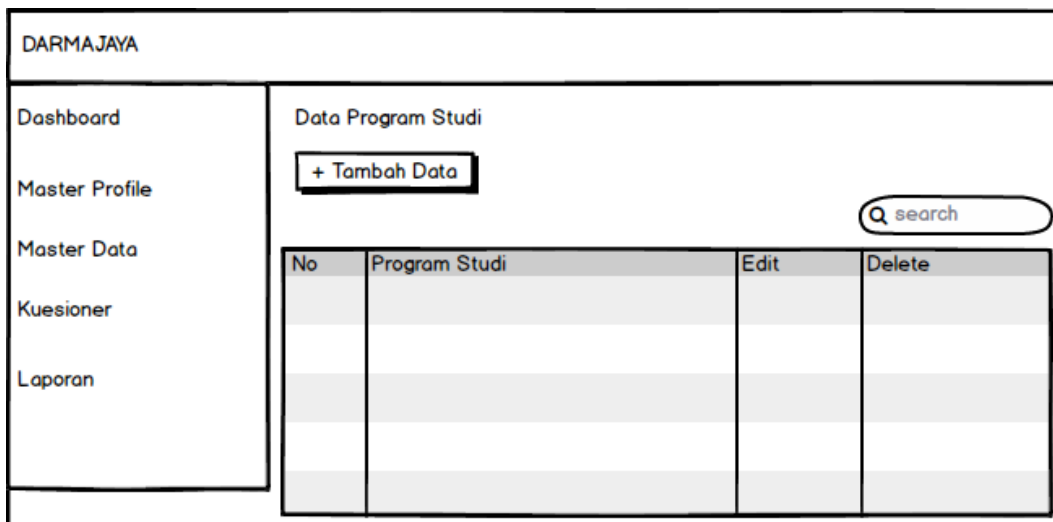 DARMAJAYA
Dashboard
Master Profile
Master Data
Kuesioner
Laporan
Data Program Studi
+ Tambah Data
search
No Program Studi Edit Delete